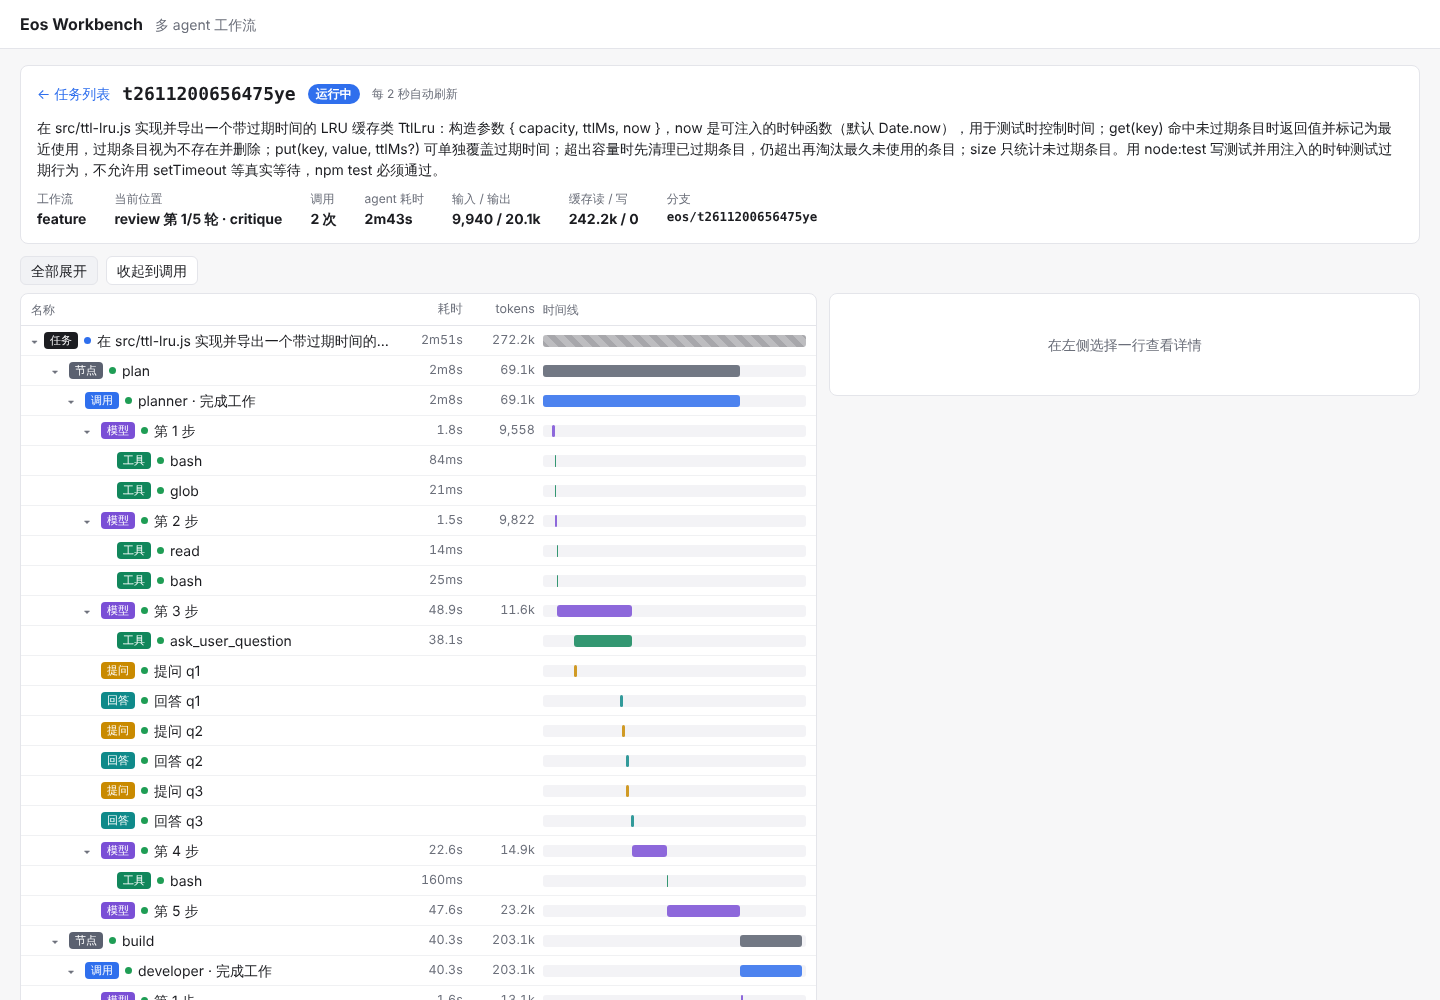 Eos Workbench 多 agent 工作流
← 任务列表 t2611200656475ye 运行中 每 2 秒自动刷新
在 src/ttl-lru.js 实现并导出一个带过期时间的 LRU 缓存类 TtlLru：构造参数 { capacity, ttlMs, now }，now 是可注入的时钟函数（默认 Date.now），用于测试时控制时间；get(key) 命中未过期条目时返回值并标记为最
近使用，过期条目视为不存在并删除；put(key, value, ttlMs?) 可单独覆盖过期时间；超出容量时先清理已过期条目，仍超出再淘汰最久未使用的条目；size 只统计未过期条目。用 node:test 写测试并用注入的时钟测试过
期行为，不允许用 setTimeout 等真实等待，npm test 必须通过。
工作流 当前位置 调用 agent 耗时 输入 / 输出 缓存读 / 写 分支
feature review 第 1/5 轮 · critique 2 次 2m43s 9,940 / 20.1k 242.2k / 0 eos/t2611200656475ye
全部展开 收起到调用
名称 耗时 tokens 时间线
任务 在 src/ttl-lru.js 实现并导出一个带过期时间的... 2m51s 272.2k
在左侧选择一行查看详情
节点 plan 2m8s 69.1k
调用 planner · 完成工作 2m8s 69.1k
模型 第 1 步 1.8s 9,558
工具 bash 84ms
工具 glob 21ms
模型 第 2 步 1.5s 9,822
工具 read 14ms
工具 bash 25ms
模型 第 3 步 48.9s 11.6k
工具 ask_user_question 38.1s
提问 提问 q1
回答 回答 q1
提问 提问 q2
回答 回答 q2
提问 提问 q3
回答 回答 q3
模型 第 4 步 22.6s 14.9k
工具 bash 160ms
模型 第 5 步 47.6s 23.2k
节点 build 40.3s 203.1k
调用 developer · 完成工作 40.3s 203.1k
模型 第 1 步 1.6s 13.1k